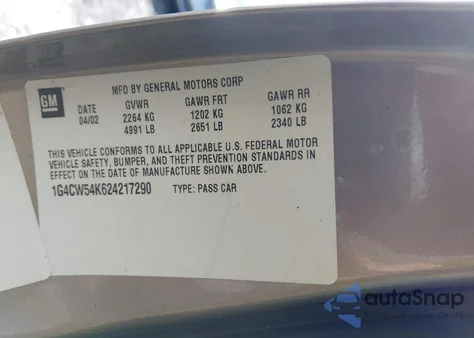 GM
MFD BY GENERAL MOTORS CORP
DATE GVWR GAWR FRT GAWR RR
04/02 2264 KG 1202 KG 1062 KG
4991 LB 2651 LB 2340 LB
THIS VEHICLE CONFORMS TO ALL APPLICABLE U.S. FEDERAL MOTOR
VEHICLE SAFETY, BUMPER, AND THEFT PREVENTION STANDARDS IN
EFFECT ON THE DATE OF MANUFACTURE SHOWN ABOVE.
1G4CW54K624217290 TYPE: PASS CAR
autoSnap